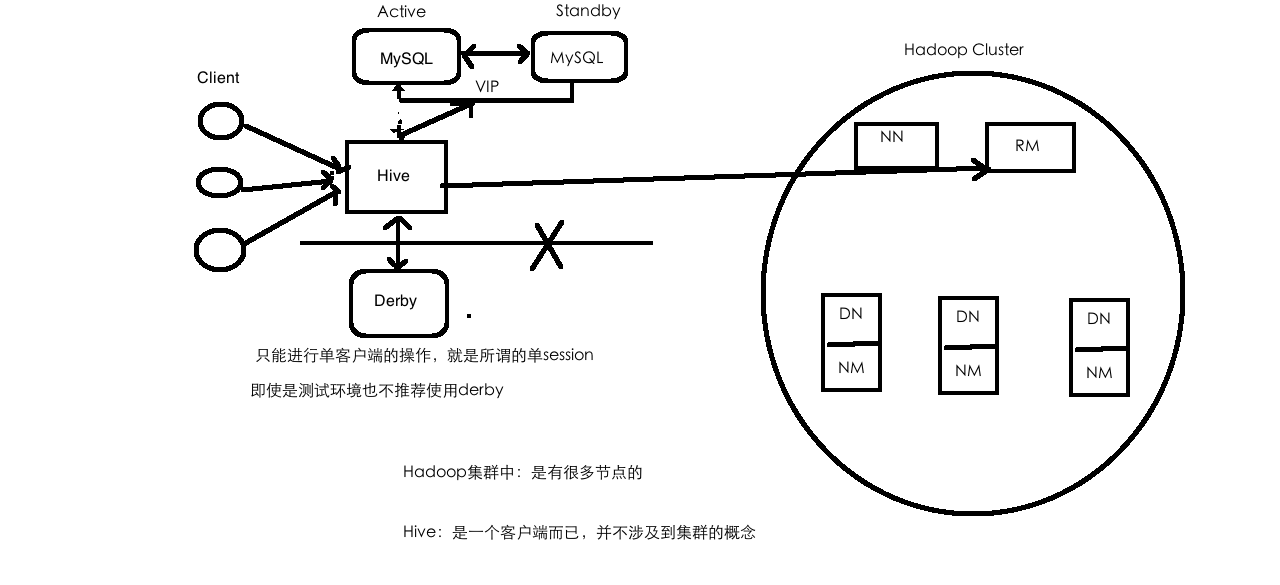 Active
Standby
MySQL
MySQL
Client
VIP
Hive
Derby
只能进行单客户端的操作，就是所谓的单session
即使是测试环境也不推荐使用derby
Hadoop Cluster
NN
RM
DN
NM
DN
NM
DN
NM
Hadoop集群中：是有很多节点的
Hive：是一个客户端而已，并不涉及到集群的概念